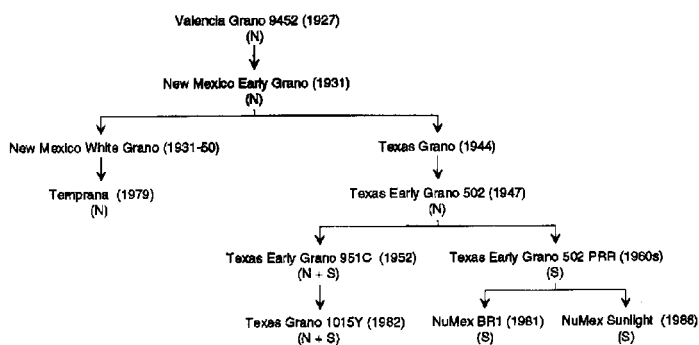 Valencia Grano 9452 (1927)
(N)
New Mexico Early Grano (1931)
(N)
New Mexico White Grano (1931-50)
Texas Grano (1944)
Temprana (1979)
(N)
Texas Early Grano 502 (1947)
(N)
Texas Early Grano 951C (1952)
(N + S)
Texas Early Grano 502 PRR (1960s)
(S)
Texas Grano 1015Y (1982)
(N + S)
NuMex BR1 (1981)
(S)
NuMex Sunlight (1986)
(S)